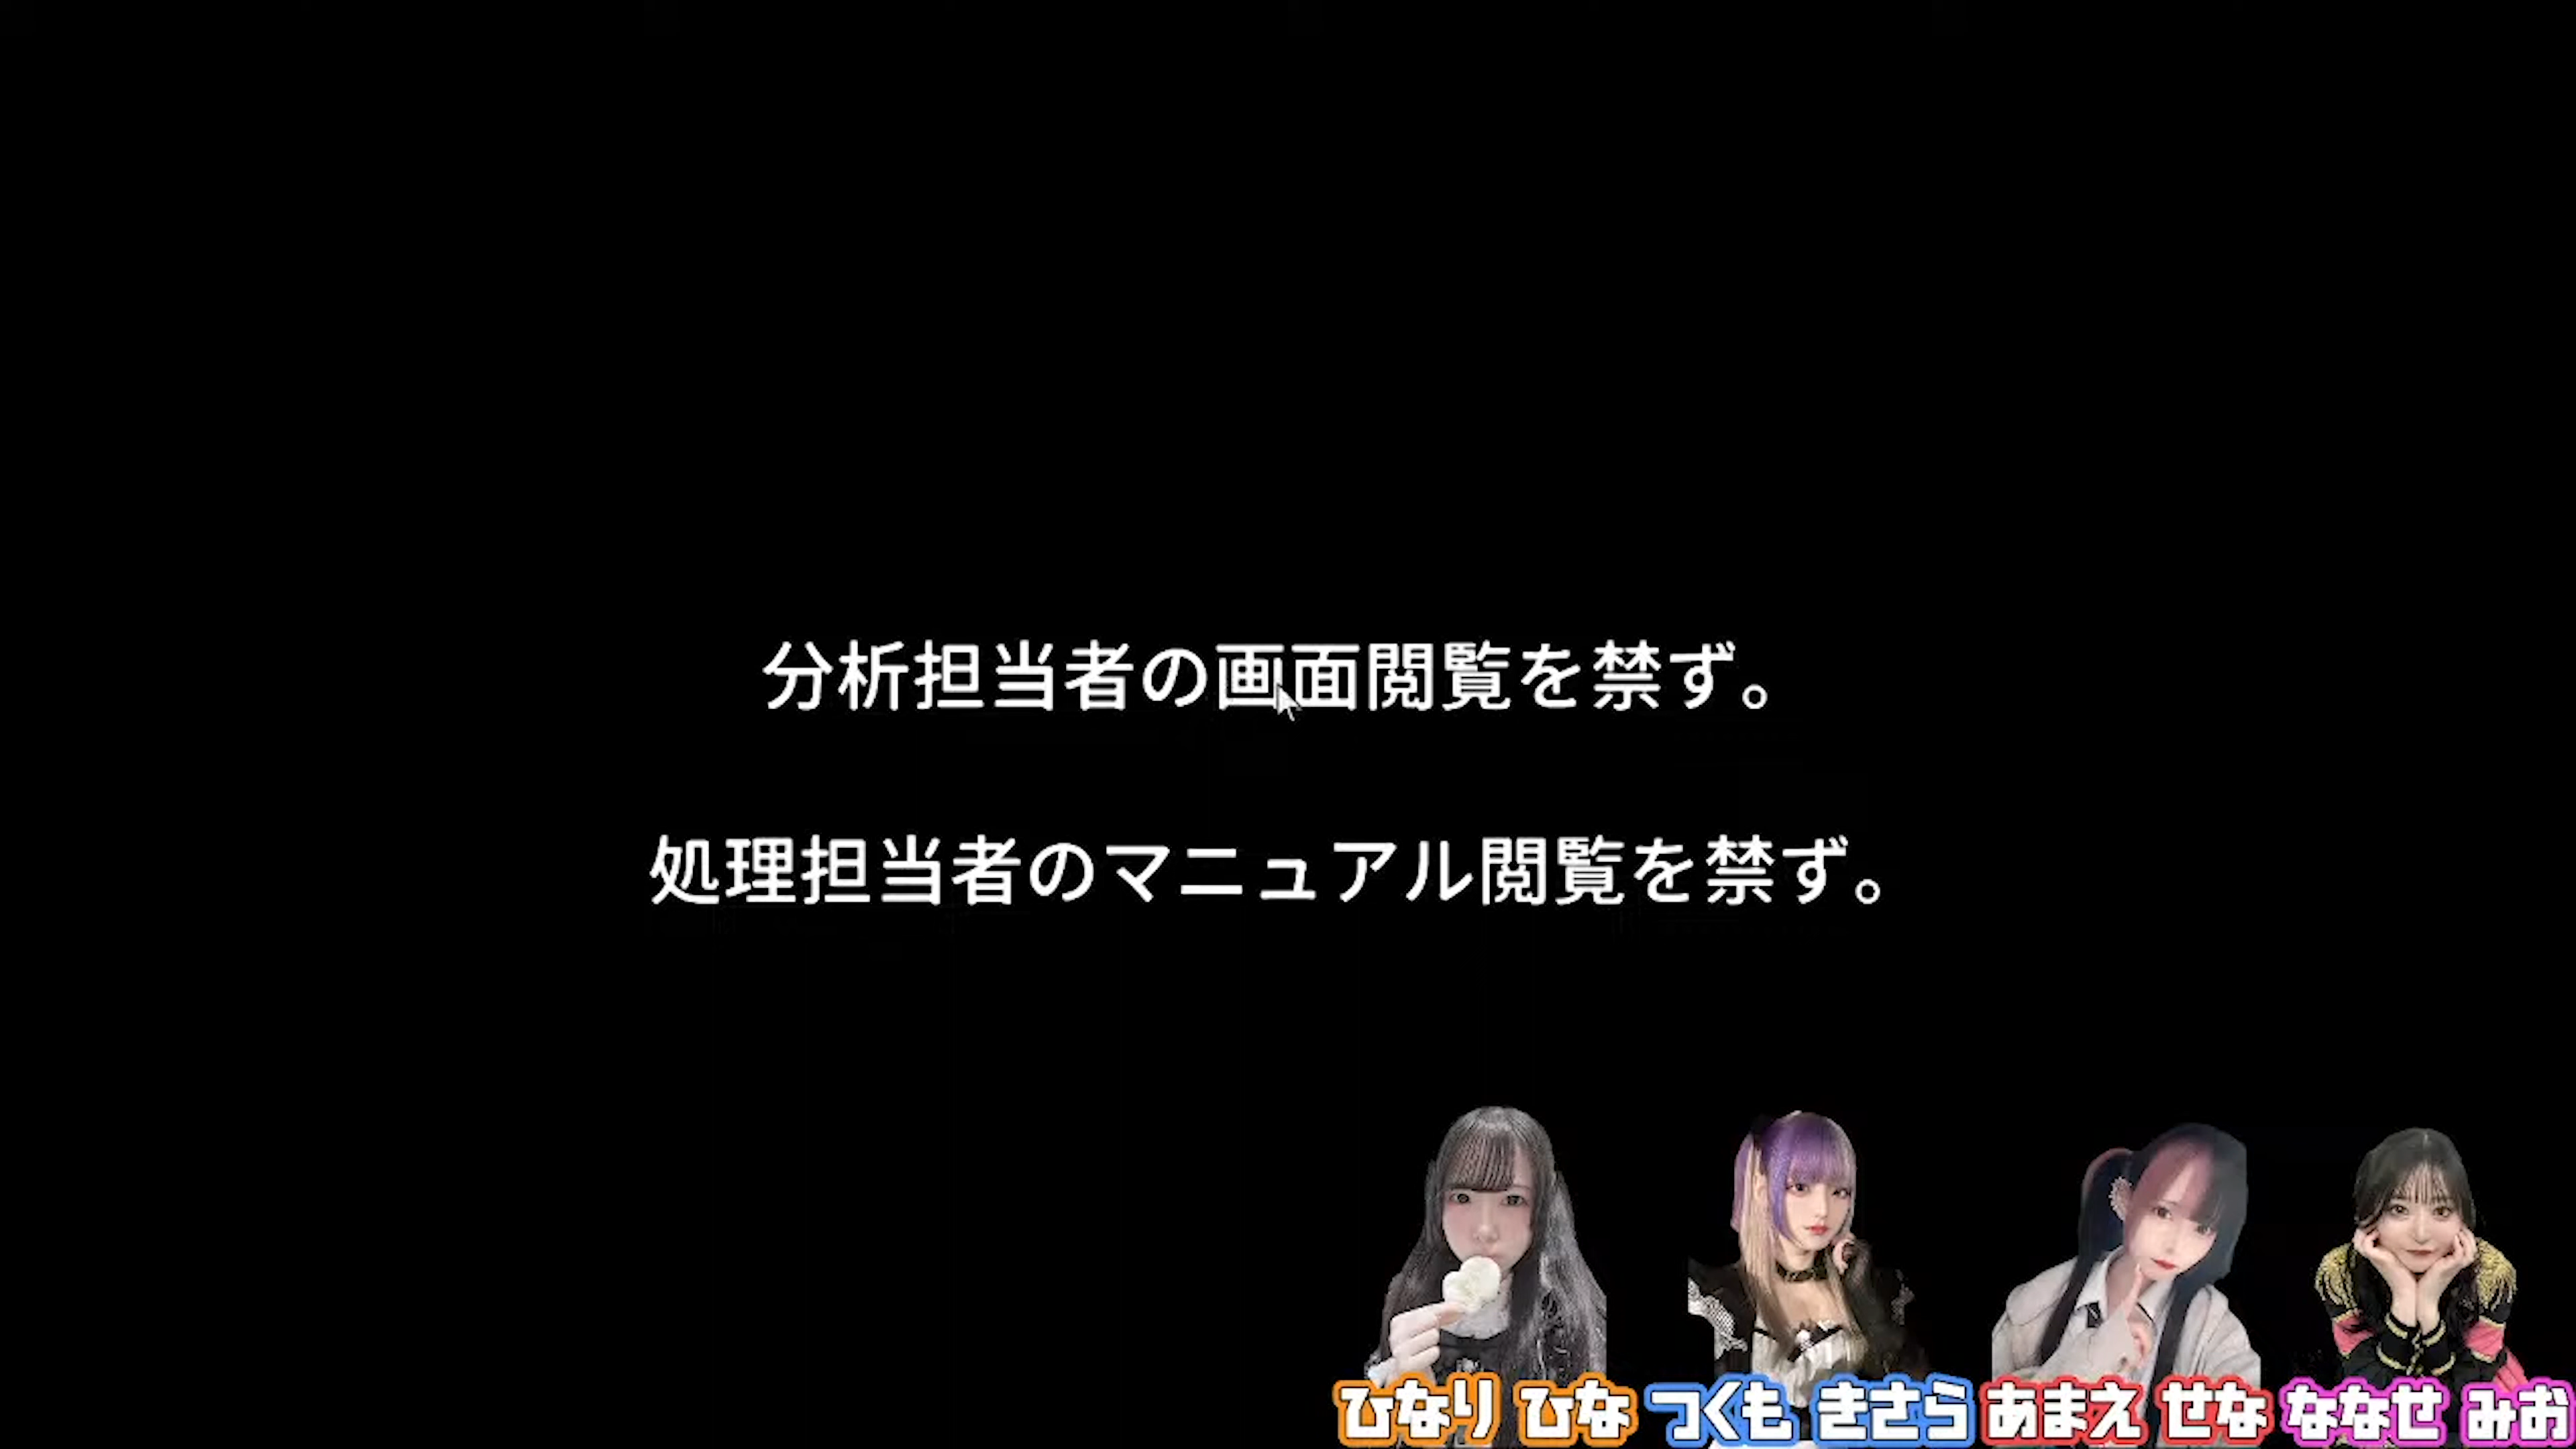 分析担当者の画面閲覧を禁ず。
処理担当者のマニュアル閲覧を禁ず。
ひなり ひな つくも きさら あまえ せな ななせ みお